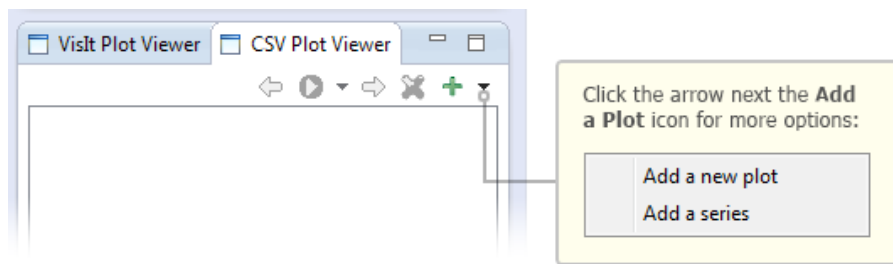 VisIt Plot Viewer
CSV Plot Viewer
Click the arrow next the Add
a Plot icon for more options:
Add a new plot
Add a series